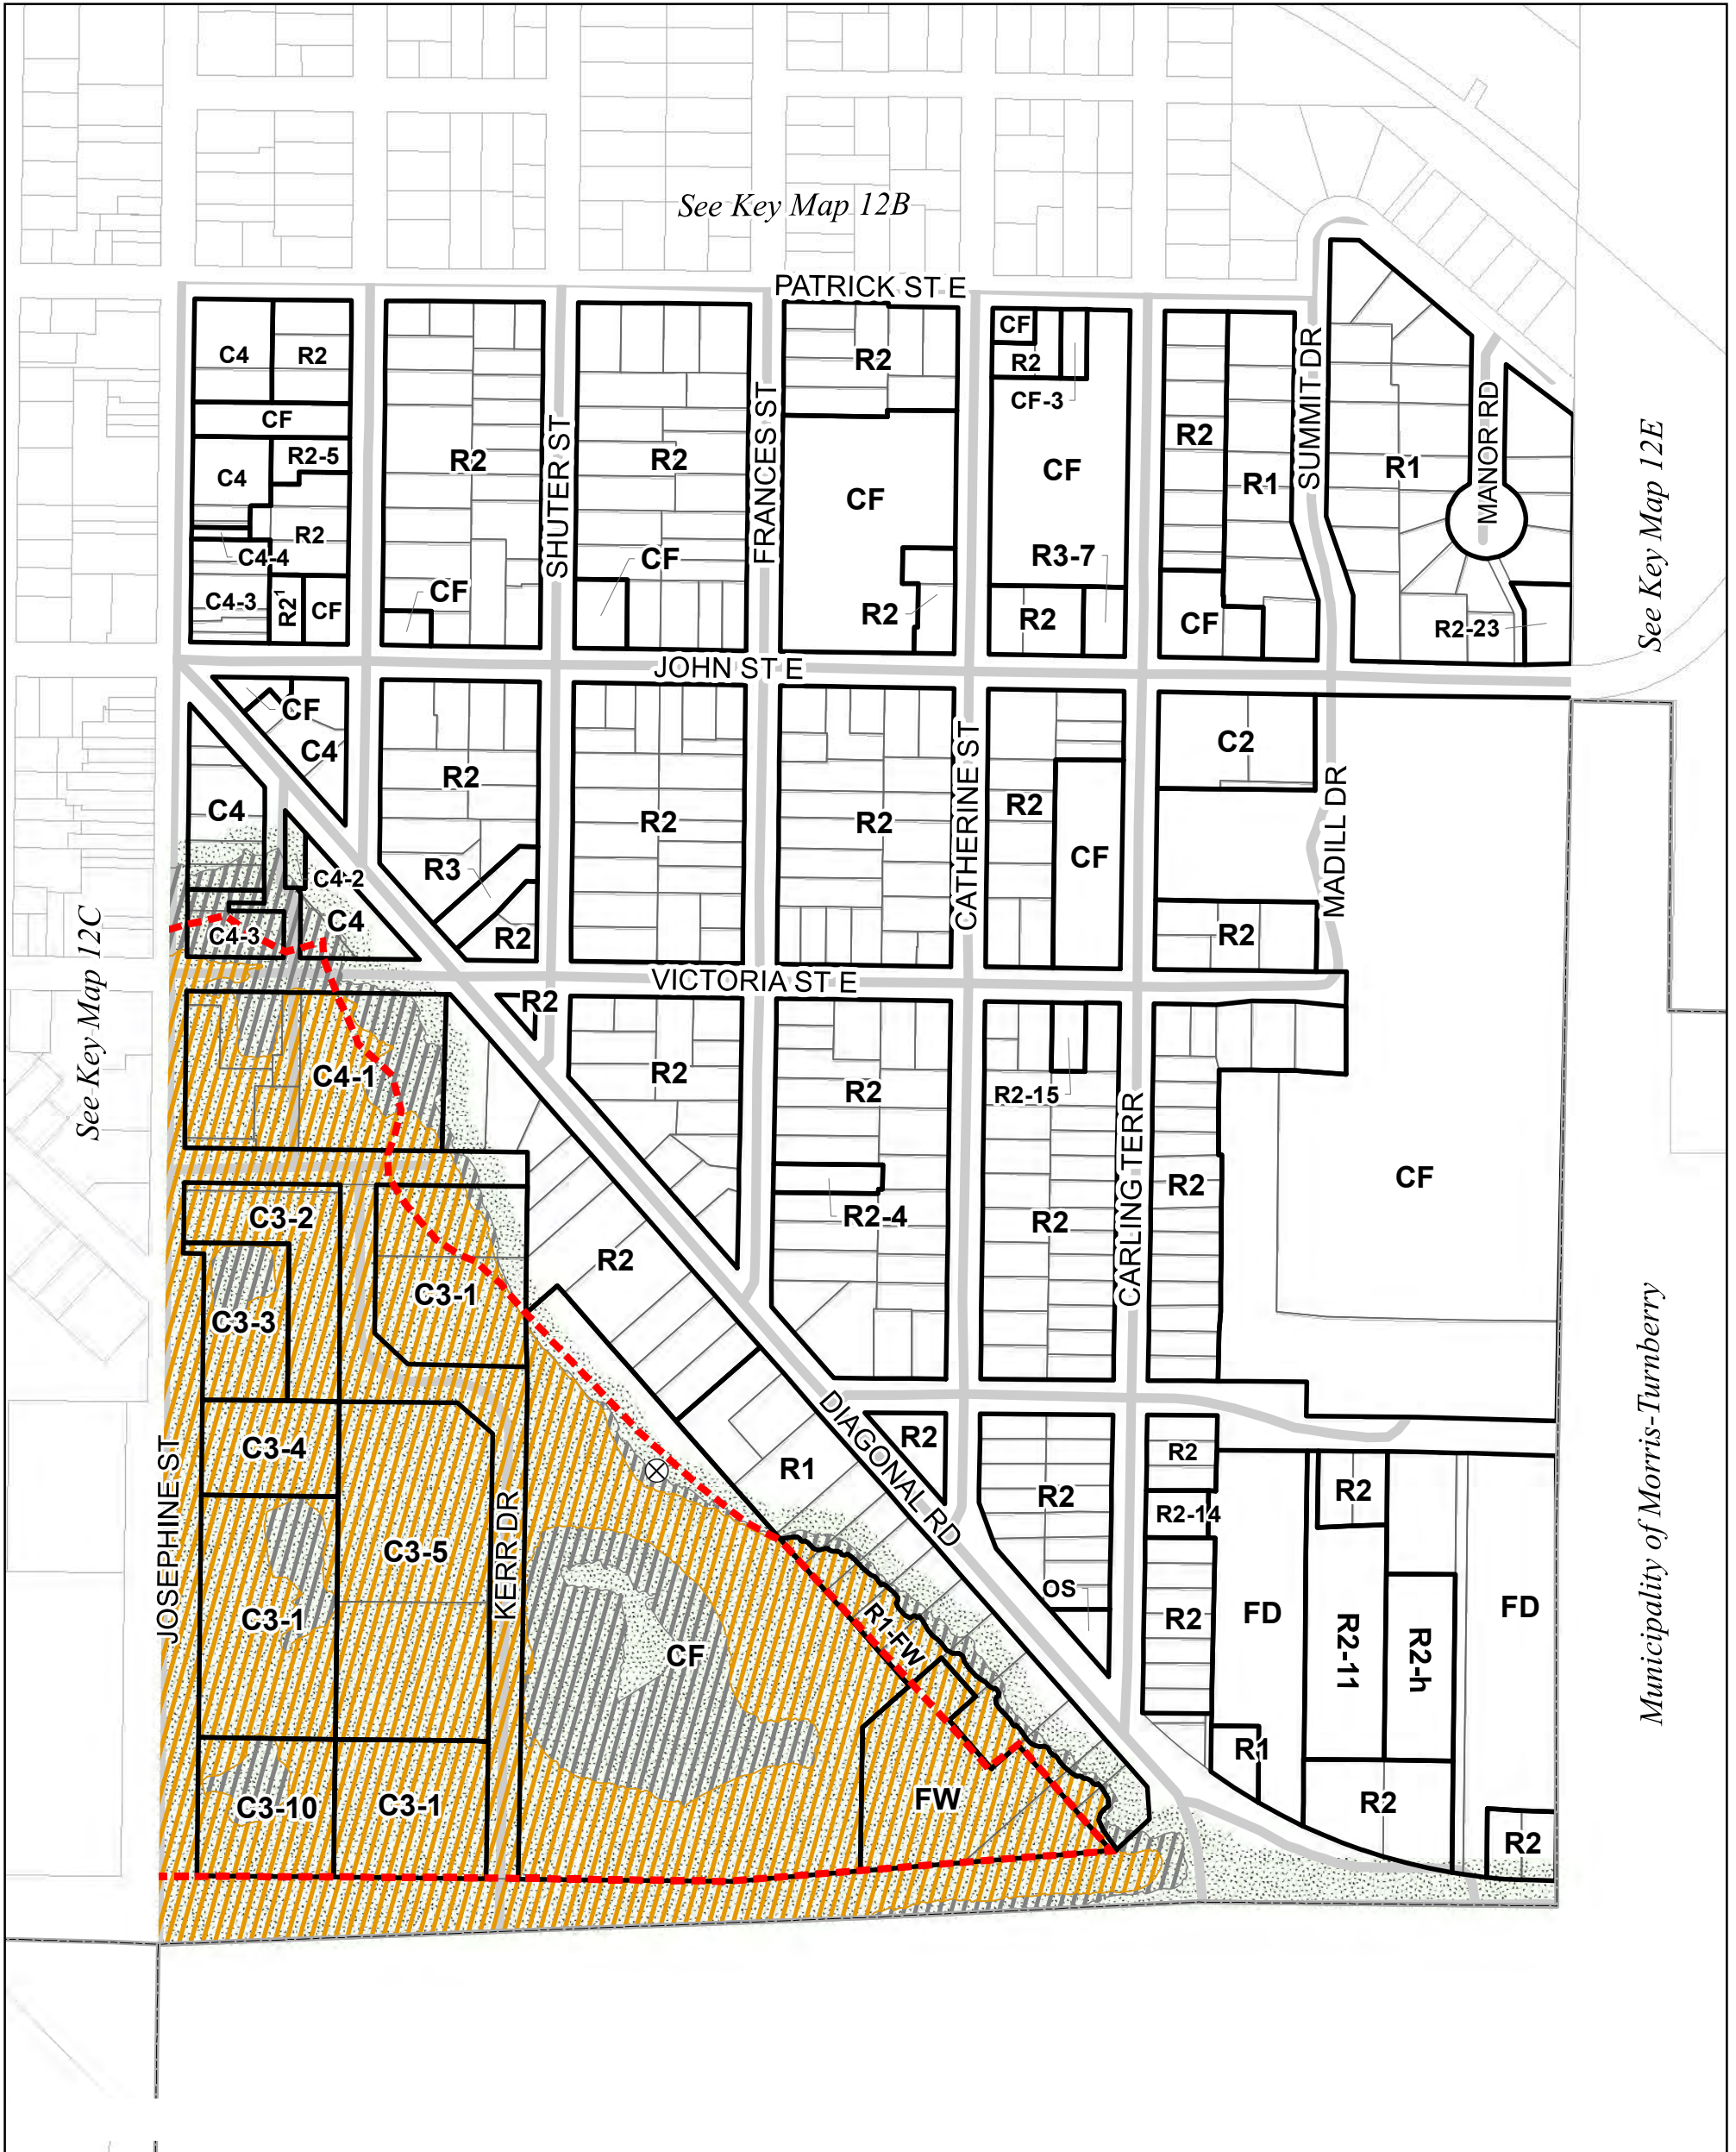 See Key Map 12B
PATRICK ST E
C4
R2
CF
C4
R2-5
R2
C4-4
C4-3
R2¹
CF
R2
CF
SHUTER ST
R2
CF
FRANCES ST
R2
CF
R2
CF
R2
CF-3
CF
R3-7
R2
R2
R1
CF
SUMMIT DR
R1
MANOR RD
R2-23
See Key Map 12E
JOHN ST E
CF
C4
C4
C4-2
C4
C4-3
See Key Map 12C
R2
R3
R2
R2
R2
CATHERINE ST
R2
CF
C2
R2
MADILL DR
VICTORIA ST E
R2
C4-1
R2
R2
R2-15
R2-4
R2
CARLING TERR
R2
CF
C3-2
C3-3
C3-1
R2
C3-4
JOSEPHINE ST
C3-5
C3-1
KERR DR
C3-10
C3-1
CF
R1
DIAGONAL RD
R2
R1-FW
FW
R2
OS
R2
R2-14
R2
FD
R1
R2
R2-11
R2-h
FD
R2
R2
Municipality of Morris-Turnberry